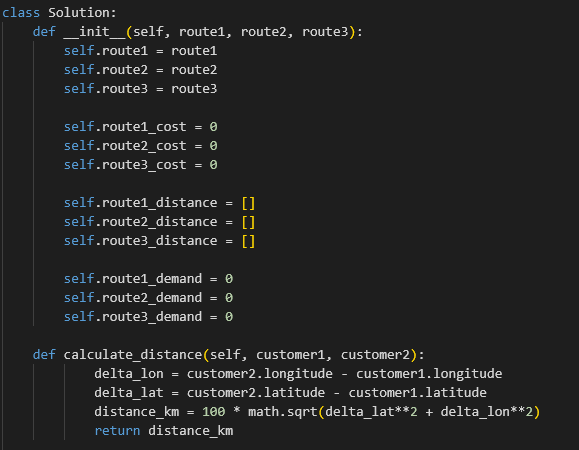 class Solution:
    def __init__(self, route1, route2, route3):
        self.route1 = route1
        self.route2 = route2
        self.route3 = route3
        self.route1_cost = 0
        self.route2_cost = 0
        self.route3_cost = 0
        self.route1_distance = []
        self.route2_distance = []
        self.route3_distance = []
        self.route1_demand = 0
        self.route2_demand = 0
        self.route3_demand = 0
    def calculate_distance(self, customer1, customer2):
            delta_lon = customer2.longitude - customer1.longitude
            delta_lat = customer2.latitude - customer1.latitude
            distance_km = 100 * math.sqrt(delta_lat**2 + delta_lon**2)
            return distance_km